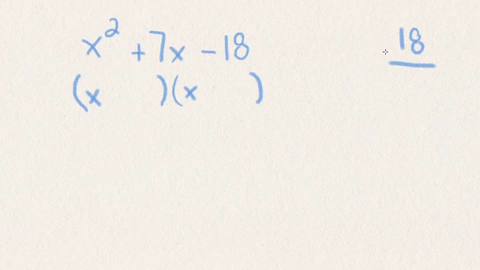 x² + 7x - 18
(x )(x )
18